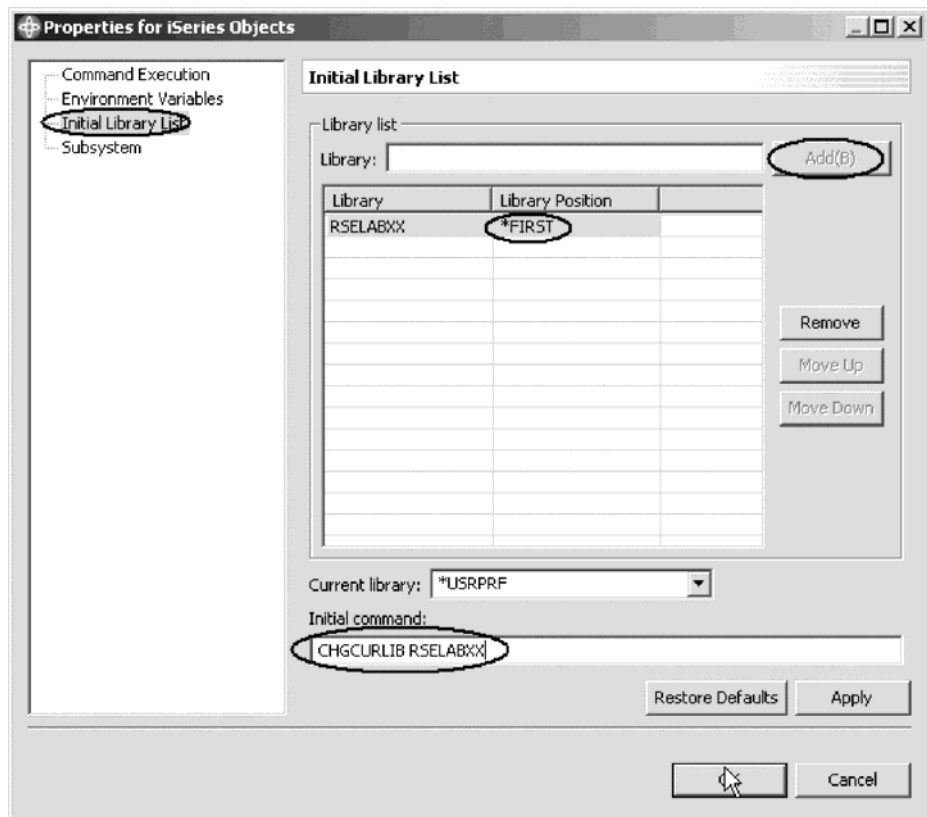 Properties for iSeries Objects
Command Execution
Environment Variables
Initial Library List
Subsystem
Initial Library List
Library list
Library:
Add(B)
Library Library Position
RSELABXX *FIRST
Remove
Move Up
Move Down
Current library: *USRPRF
Initial command:
CHGCURLIB RSELABXX
Restore Defaults Apply
Cancel